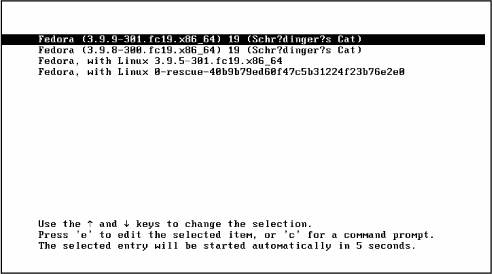 Fedora (3.9.9-301.fc19.x86_64) 19 (Schr?dinger?s Cat)
Fedora (3.9.8-300.fc19.x86_64) 19 (Schr?dinger?s Cat)
Fedora, with Linux 3.9.5-301.fc19.x86_64
Fedora, with Linux 0-rescue-40b9b79ed60f47c5b31224f23b76e2e0
Use the ↑ and ↓ keys to change the selection.
Press 'e' to edit the selected item, or 'c' for a command prompt.
The selected entry will be started automatically in 5 seconds.